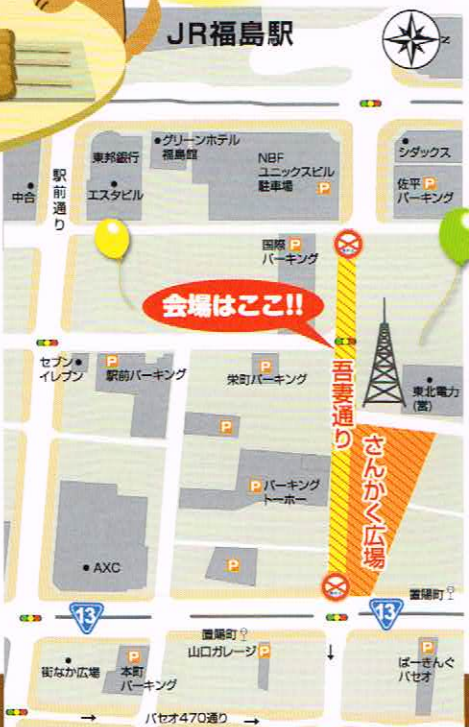 JR福島駅
N
グリーンホテル
福島館
東邦銀行
エスタビル
中合
駅前通り
NBF
ユニックスビル
駐車場
P
シダックス
佐平 P
パーキング
国際 P
パーキング
会場はここ!!
セブン
イレブン
P
駅前パーキング
P
栄町パーキング
吾妻通り
東北電力
(営)
さんかく広場
P
P パーキング
トーホー
P
AXC
13
置賜町
13
置賜町
山口ガレージ P
街なか広場
P
本町
パーキング
P
ぱーきんぐ
パセオ
パセオ470通り